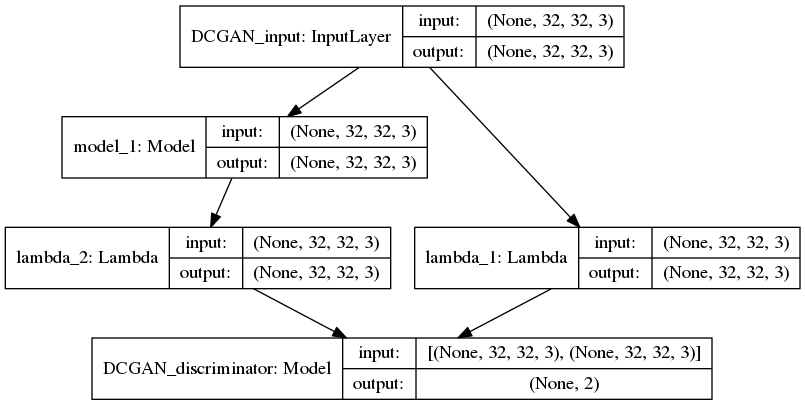 DCGAN_input: InputLayer
input: (None, 32, 32, 3)
output: (None, 32, 32, 3)
model_1: Model
input: (None, 32, 32, 3)
output: (None, 32, 32, 3)
lambda_2: Lambda
input: (None, 32, 32, 3)
output: (None, 32, 32, 3)
lambda_1: Lambda
input: (None, 32, 32, 3)
output: (None, 32, 32, 3)
DCGAN_discriminator: Model
input: [(None, 32, 32, 3), (None, 32, 32, 3)]
output: (None, 2)